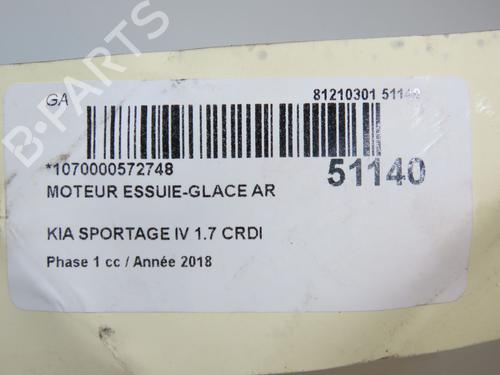 GA
81210301 51140
*1070000572748
51140
MOTEUR ESSUIE-GLACE AR
KIA SPORTAGE IV 1.7 CRDI
Phase 1 cc / Année 2018
B-PARTS